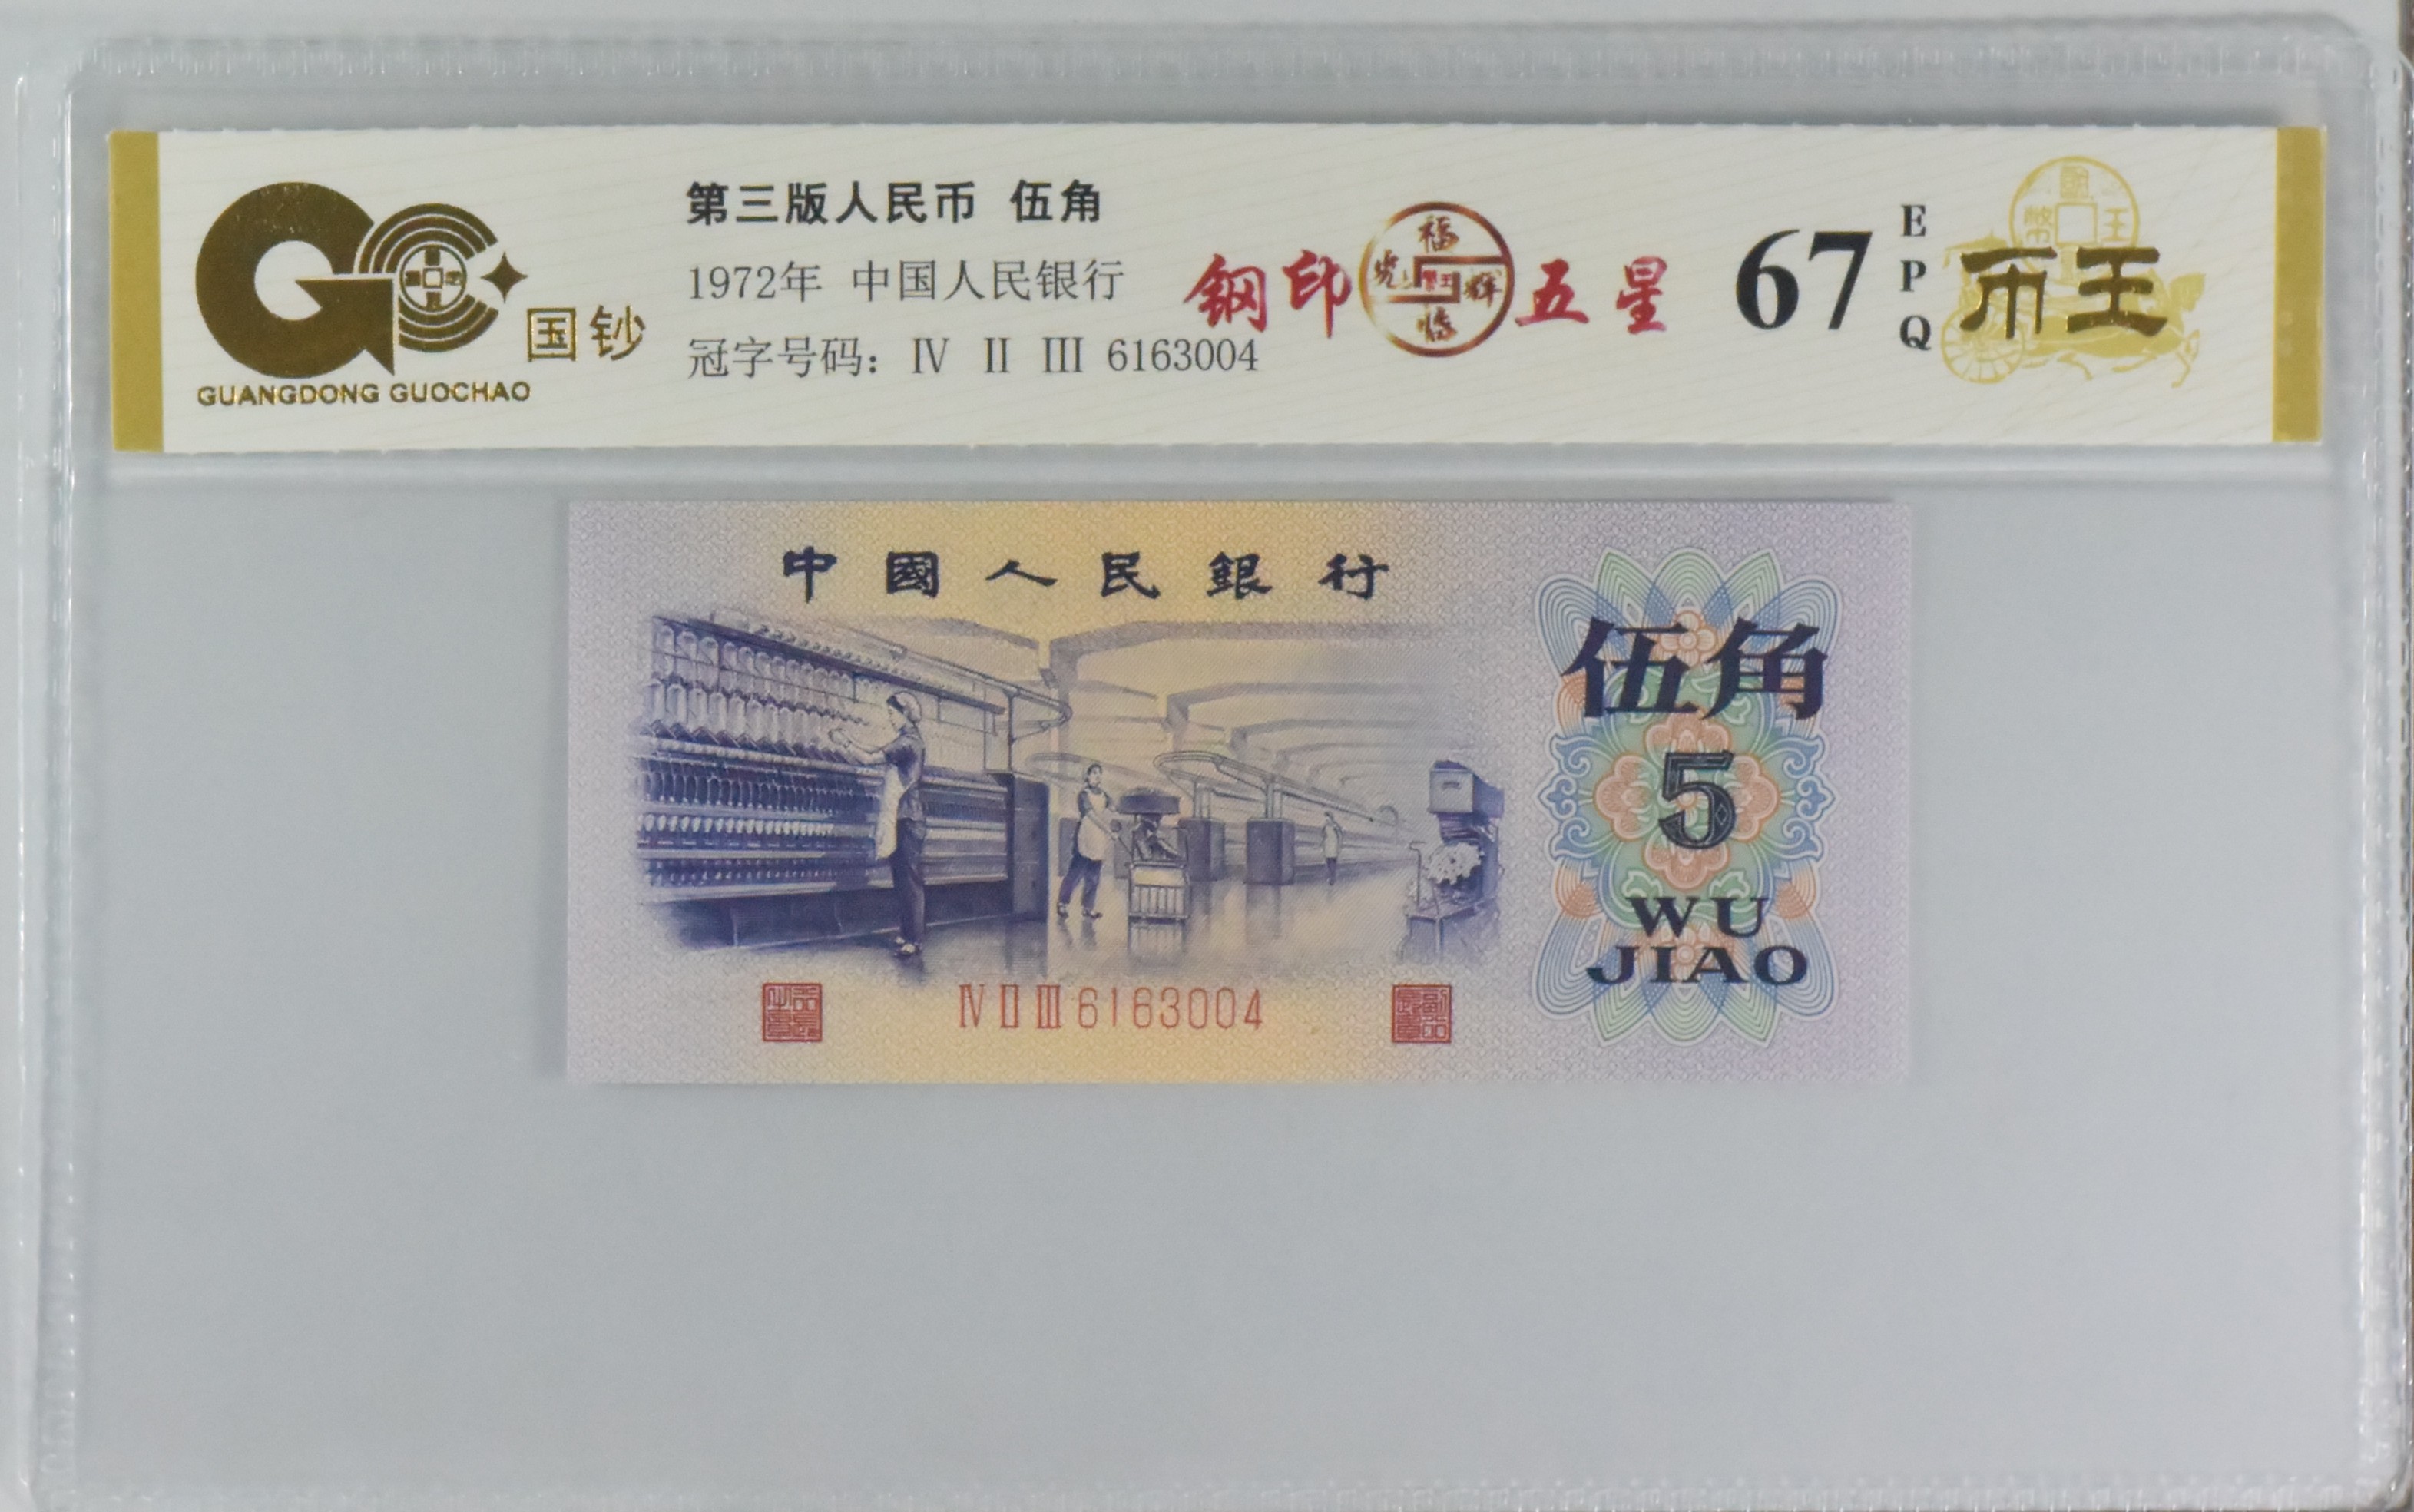 国钞
GUANGDONG GUOCHAO
第三版人民币 伍角
1972年 中国人民银行
冠字号码: Ⅳ Ⅱ Ⅲ 6163004
钢印
福
五星
67
EPQ
币王
中國人民銀行
伍角
5
WU
JIAO
Ⅳ Ⅱ Ⅲ 6163004